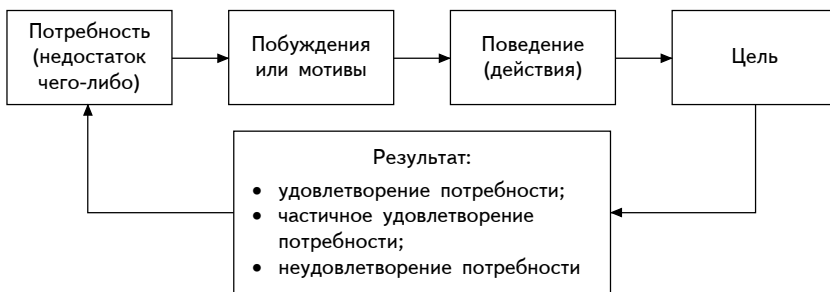 Потребность
(недостаток
чего-либо)
Побуждения
или мотивы
Поведение
(действия)
Цель
Результат:
• удовлетворение потребности;
• частичное удовлетворение
потребности;
• неудовлетворение потребности